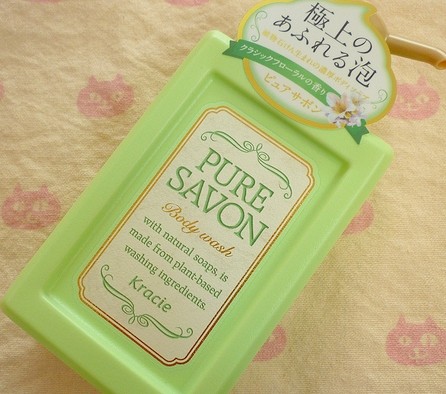 極上の
あふれる泡
クラシックフローラルの香り
ピュアサボン
PURE
SAVON
Body wash
with natural soaps, is
made from plant-based
washing ingredients.
Kracie